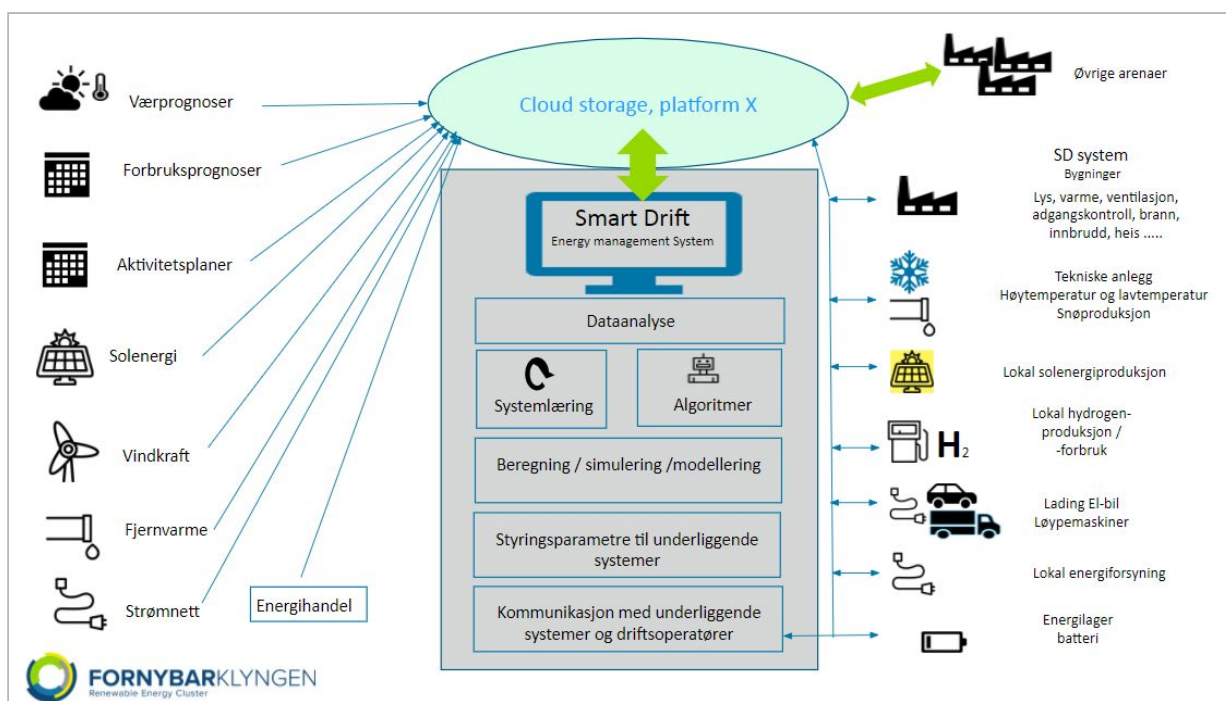 Værprognoser
Forbruksprognoser
Aktivitetsplaner
Solenergi
Vindkraft
Fjernvarme
Strømnett
Energihandel
FORNYBARKLYNGEN
Renewable Energy Cluster
Cloud storage, platform X
Smart Drift
Energy management System
Dataanalyse
Systemlæring
Algoritmer
Beregning / simulering /modellering
Styringsparametre til underliggende
systemer
Kommunikasjon med underliggende
systemer og driftsoperatører
Øvrige arenaer
SD system
Bygninger
Lys, varme, ventilasjon,
adgangskontroll, brann,
innbrudd, heis .....
Tekniske anlegg
Høytemperatur og lavtemperatur
Snøproduksjon
Lokal solenergiproduksjon
H2
Lokal hydrogen-
produksjon /
-forbruk
Lading El-bil
Løypemaskiner
Lokal energiforsyning
Energilager
batteri